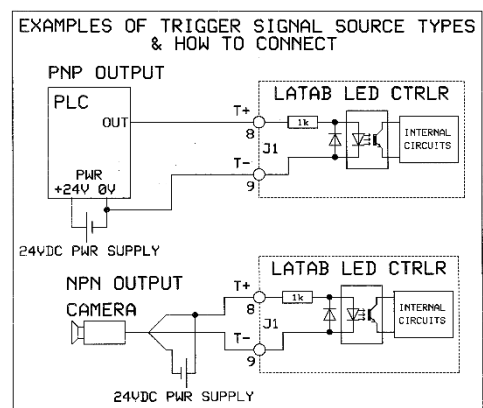 EXAMPLES OF TRIGGER SIGNAL SOURCE TYPES
& HOW TO CONNECT
PNP OUTPUT
PLC
OUT
PWR
+24V 0V
24VDC PWR SUPPLY
T+
8
J1
T-
9
LATAB LED CTRLR
1k
INTERNAL
CIRCUITS
NPN OUTPUT
CAMERA
24VDC PWR SUPPLY
T+
8
J1
T-
9
LATAB LED CTRLR
1k
INTERNAL
CIRCUITS